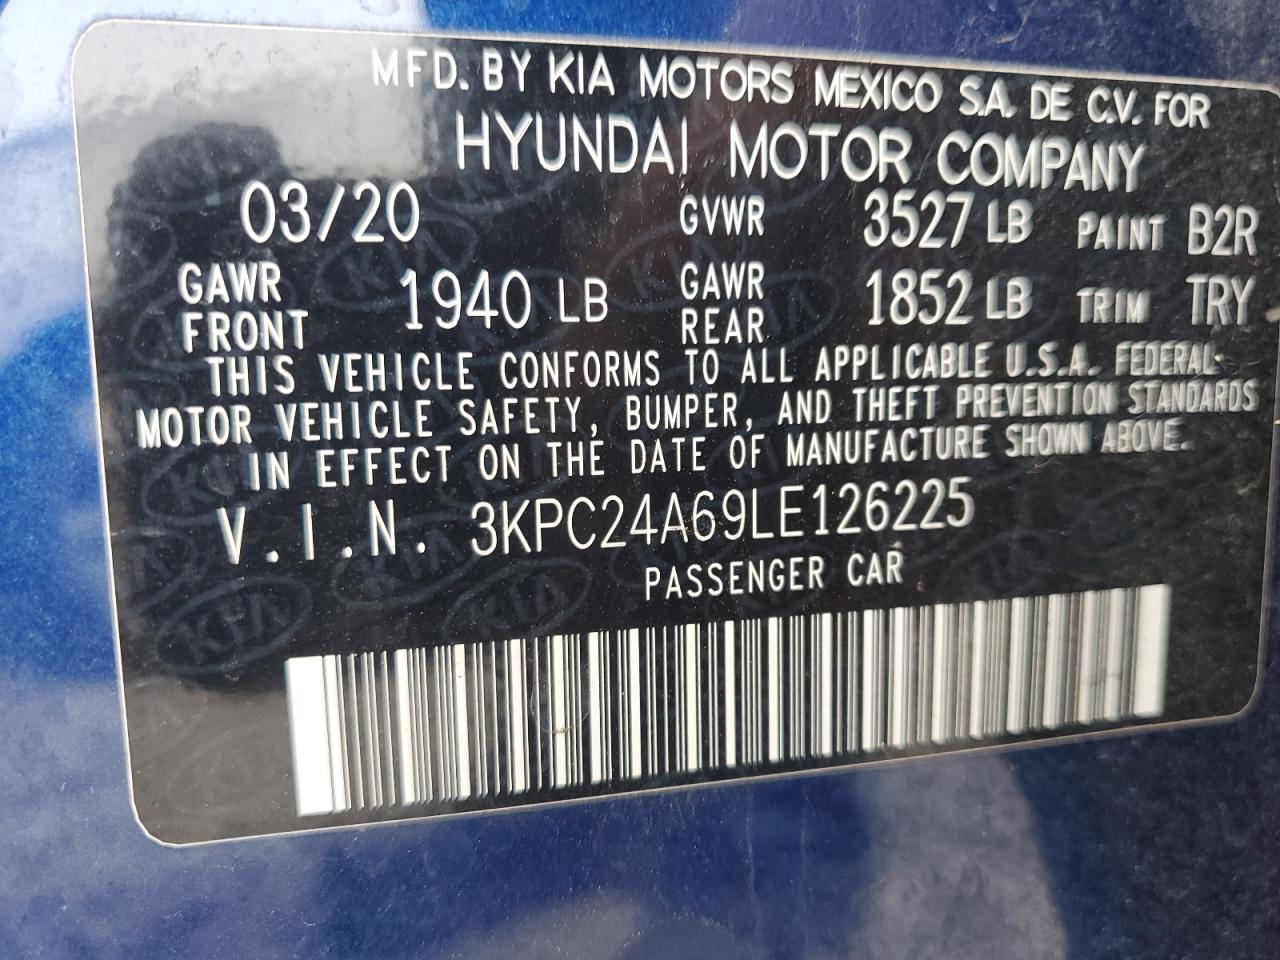 MFD. BY KIA MOTORS MEXICO S.A. DE C.V. FOR
HYUNDAI MOTOR COMPANY
03/20 GVWR 3527 LB PAINT B2R
GAWR FRONT 1940 LB GAWR REAR 1852 LB TRIM TRY
THIS VEHICLE CONFORMS TO ALL APPLICABLE U.S.A. FEDERAL
MOTOR VEHICLE SAFETY, BUMPER, AND THEFT PREVENTION STANDARDS
IN EFFECT ON THE DATE OF MANUFACTURE SHOWN ABOVE.
V.I.N. 3KPC24A69LE126225
PASSENGER CAR